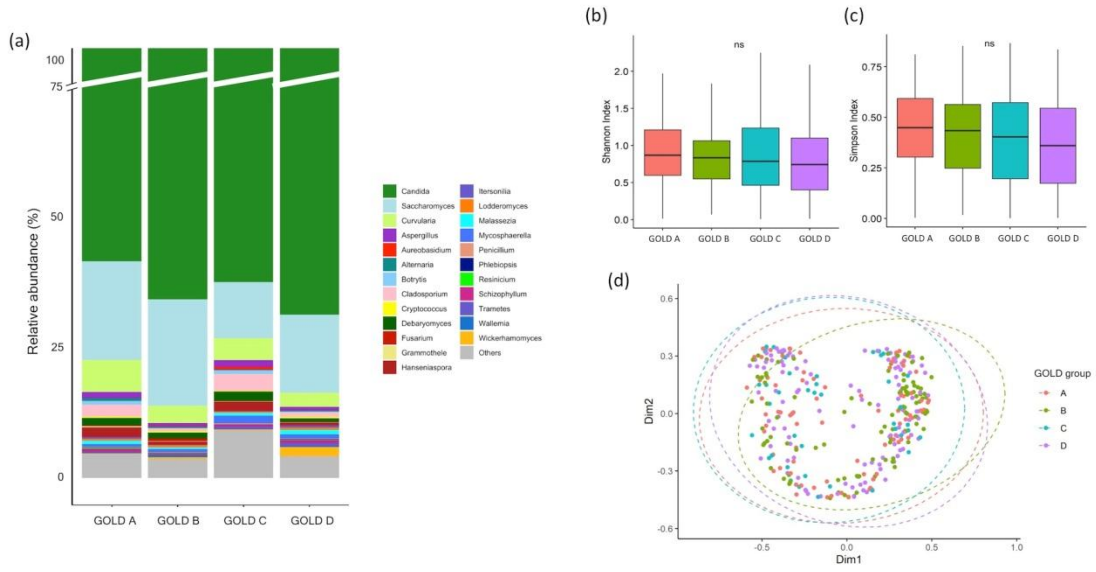 (a)
Relative abundance (%)
100
75
50
25
0
GOLD A
GOLD B
GOLD C
GOLD D
Candida
Saccharomyces
Curvularia
Aspergillus
Aureobasidium
Alternaria
Botrytis
Cladosporium
Cryptococcus
Debaryomyces
Fusarium
Grammothele
Hanseniaspora
Itersonilia
Lodderomyces
Malassezia
Mycosphaerella
Penicillium
Phlebiopsis
Resinicium
Schizophyllum
Trametes
Wallemia
Wickerhamomyces
Others
(b)
ns
Shannon Index
2.0
1.5
1.0
0.5
0.0
GOLD A
GOLD B
GOLD C
GOLD D
(c)
ns
Simpson Index
0.75
0.50
0.25
0.00
GOLD A
GOLD B
GOLD C
GOLD D
(d)
Dim2
0.6
0.3
0.0
-0.3
-0.6
-0.5
0.0
0.5
1.0
Dim1
GOLD group
A
B
C
D